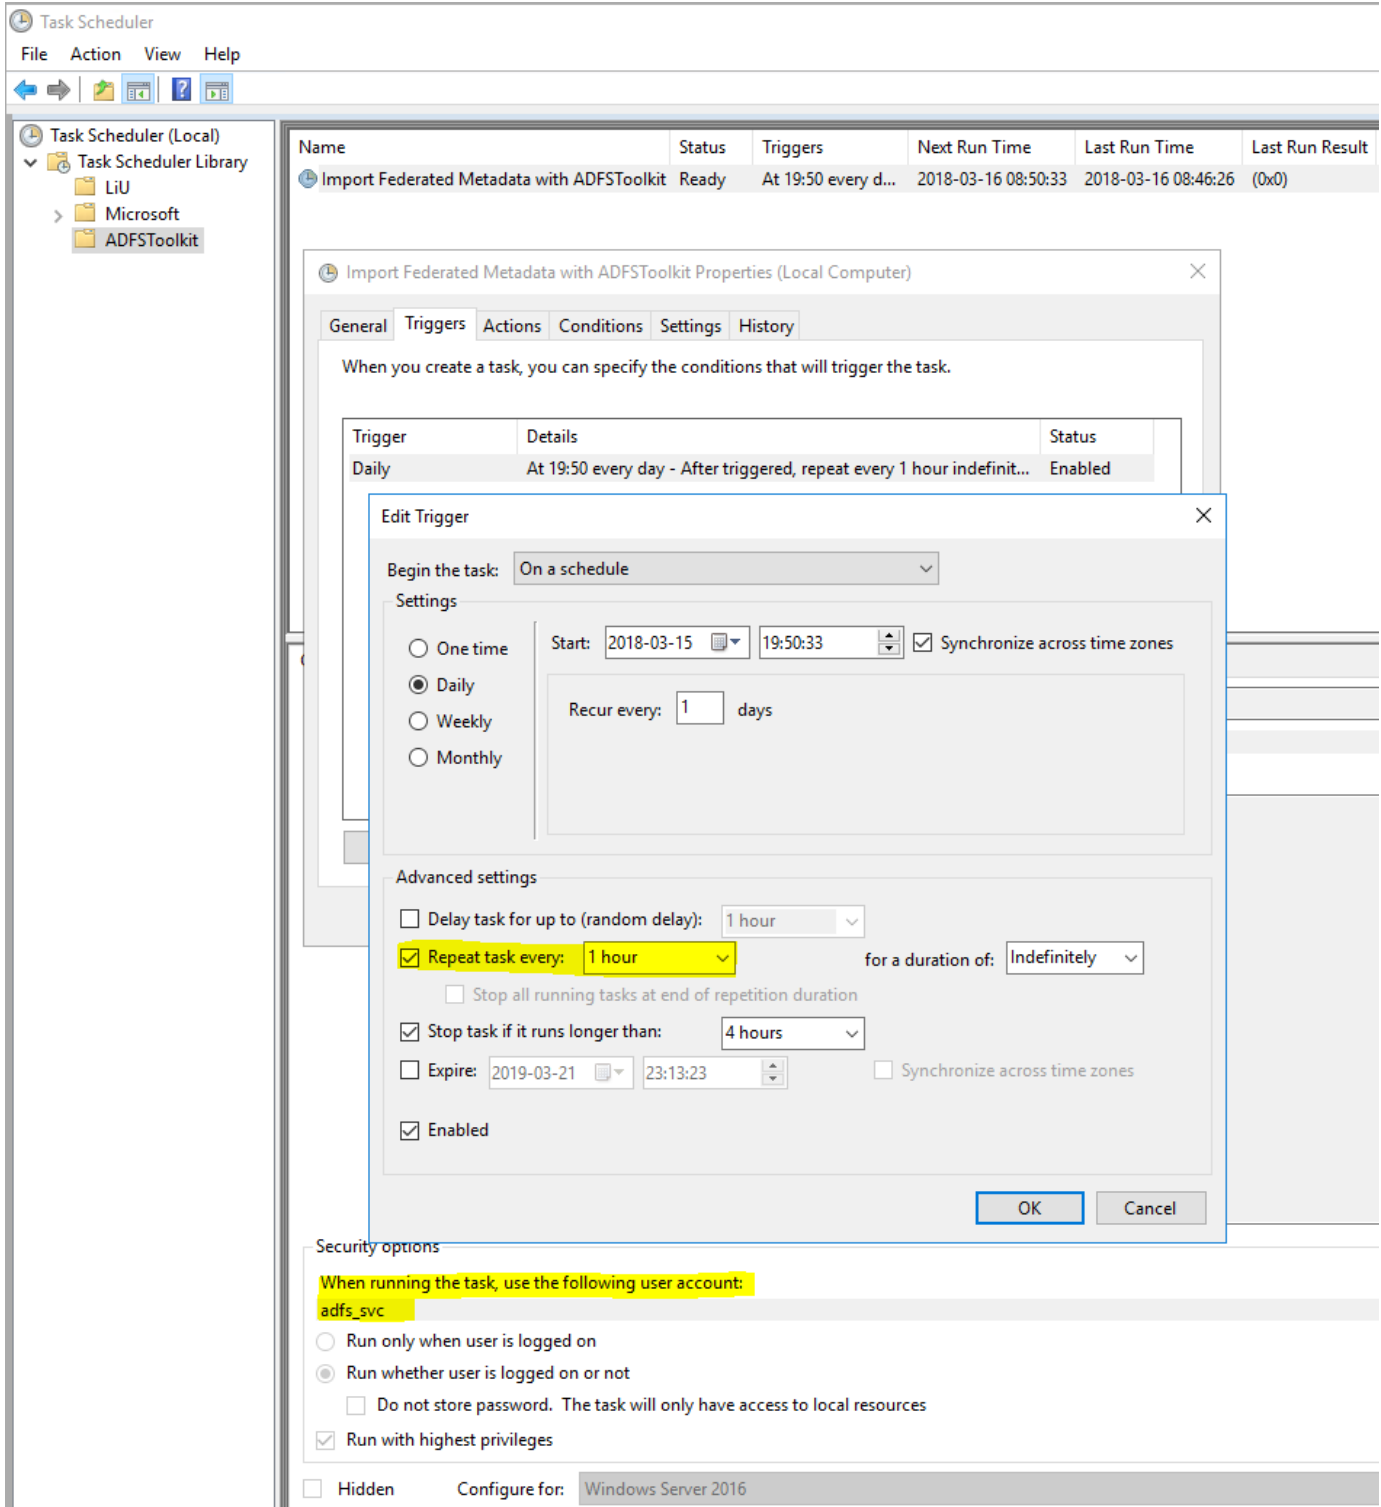 Task Scheduler
File Action View Help
Task Scheduler (Local)
Task Scheduler Library
LiU
Microsoft
ADFSToolkit
Name Status Triggers Next Run Time Last Run Time Last Run Result
Import Federated Metadata with ADFSToolkit Ready At 19:50 every d... 2018-03-16 08:50:33 2018-03-16 08:46:26 (0x0)
Import Federated Metadata with ADFSToolkit Properties (Local Computer)
General Triggers Actions Conditions Settings History
When you create a task, you can specify the conditions that will trigger the task.
Trigger Details Status
Daily At 19:50 every day - After triggered, repeat every 1 hour indefinit... Enabled
Edit Trigger
Begin the task: On a schedule
Settings
One time
Daily
Weekly
Monthly
Start: 2018-03-15 19:50:33 Synchronize across time zones
Recur every: 1 days
Advanced settings
Delay task for up to (random delay): 1 hour
Repeat task every: 1 hour for a duration of: Indefinitely
Stop all running tasks at end of repetition duration
Stop task if it runs longer than: 4 hours
Expire: 2019-03-21 23:13:23 Synchronize across time zones
Enabled
OK Cancel
Security options
When running the task, use the following user account:
adfs_svc
Run only when user is logged on
Run whether user is logged on or not
Do not store password. The task will only have access to local resources
Run with highest privileges
Hidden Configure for: Windows Server 2016